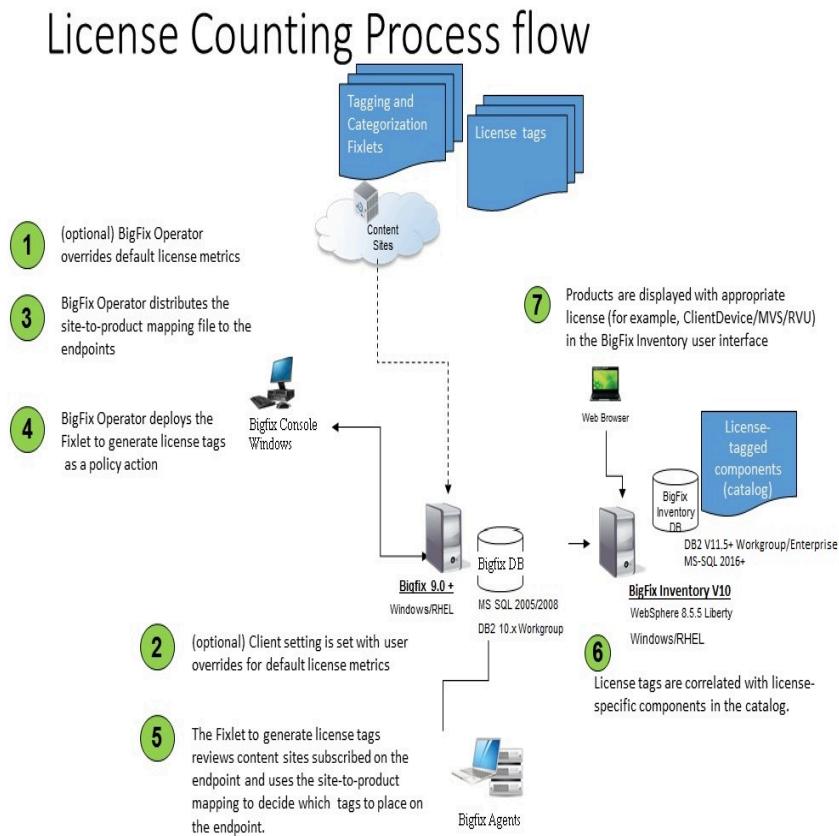 License Counting Process flow
Tagging and
Categorization
Fixlets
License tags
Content
Sites
1
(optional) BigFix Operator
overrides default license metrics
3
BigFix Operator distributes the
site-to-product mapping file to the
endpoints
4
BigFix Operator deploys the
Fixlet to generate license tags
as a policy action
Bigfix Console
Windows
7
Products are displayed with appropriate
license (for example, ClientDevice/MVS/RVU)
in the BigFix Inventory user interface
Web Browser
License-
tagged
components
(catalog)
BigFix
Inventory
DB
DB2 V11.5+ Workgroup/Enterprise
MS-SQL 2016+
BigFix Inventory V10
WebSphere 8.5.5 Liberty
Windows/RHEL
Bigfix DB
Bigfix 9.0 +
Windows/RHEL
MS SQL 2005/2008
DB2 10.x Workgroup
2
(optional) Client setting is set with user
overrides for default license metrics
6
License tags are correlated with license-
specific components in the catalog.
5
The Fixlet to generate license tags
reviews content sites subscribed on the
endpoint and uses the site-to-product
mapping to decide which tags to place on
the endpoint.
Bigfix Agents